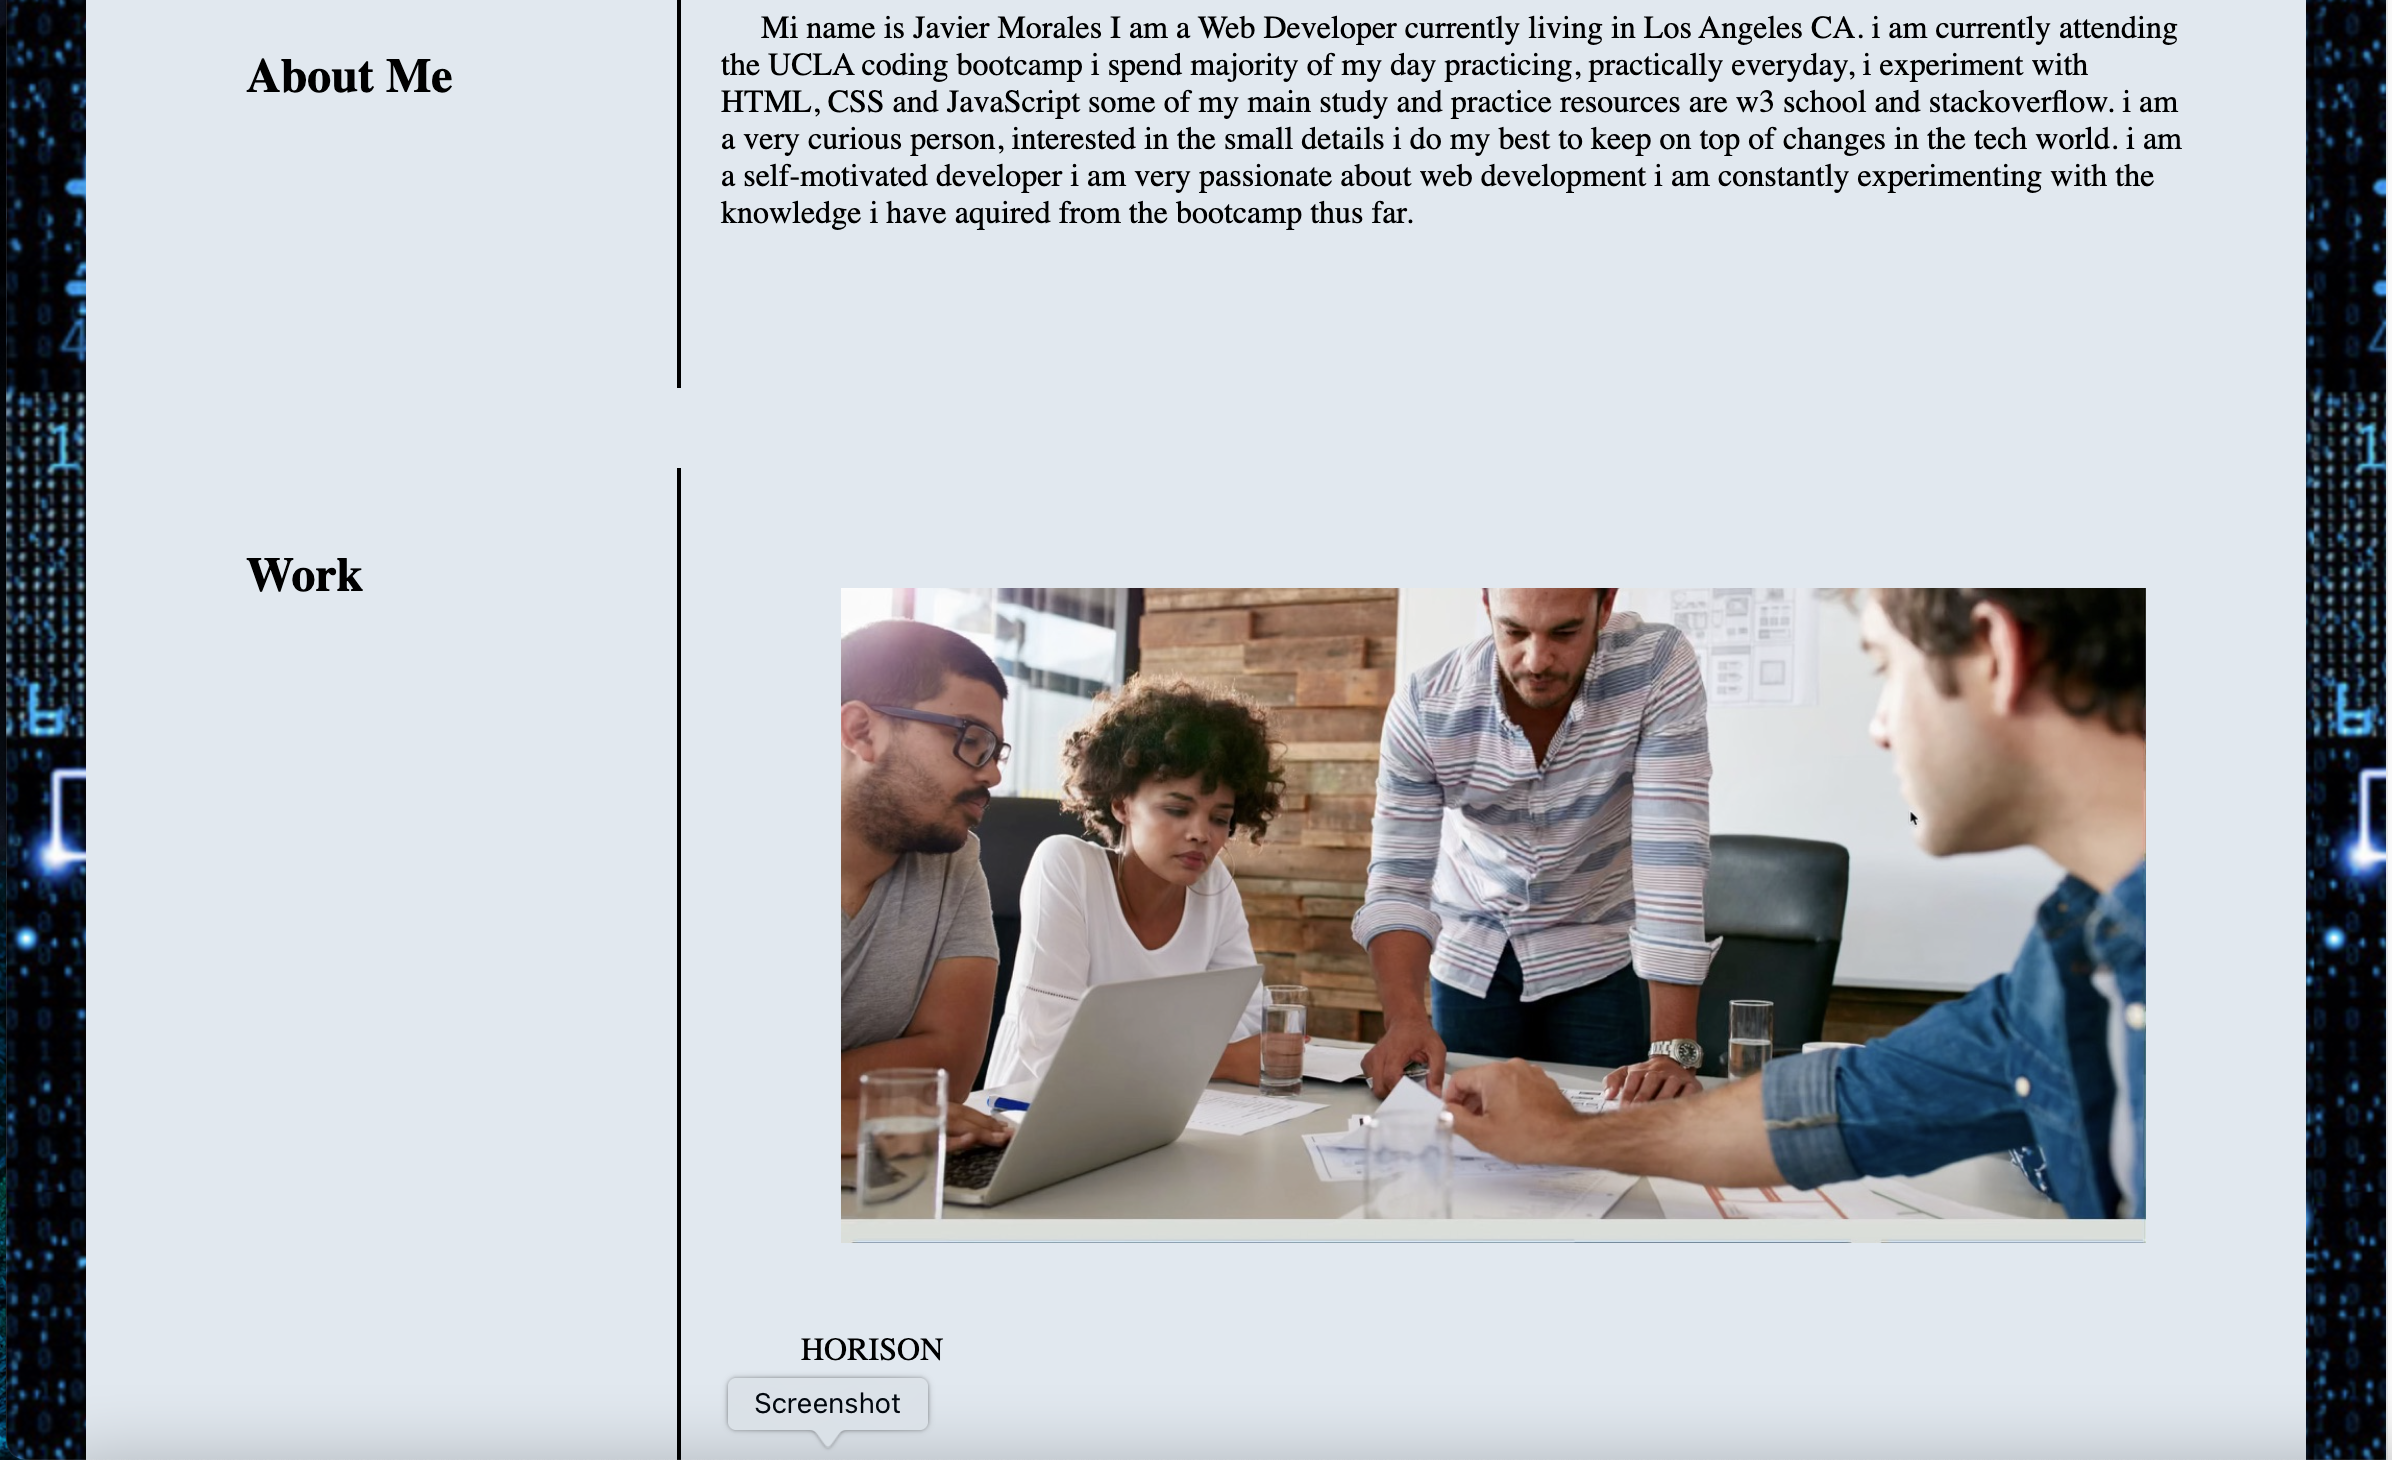 Mi name is Javier Morales I am a Web Developer currently living in Los Angeles CA. i am currently attending
About Me
the UCLA coding bootcamp i spend majority of my day practicing, practically everyday, i experiment with
HTML, CSS and JavaScript some of my main study and practice resources are w3 school and stackoverflow. i am
a very curious person, interested in the small details i do my best to keep on top of changes in the tech world. i am
a self-motivated developer i am very passionate about web development i am constantly experimenting with the
knowledge i have aquired from the bootcamp thus far.
Work
HORISON
Screenshot